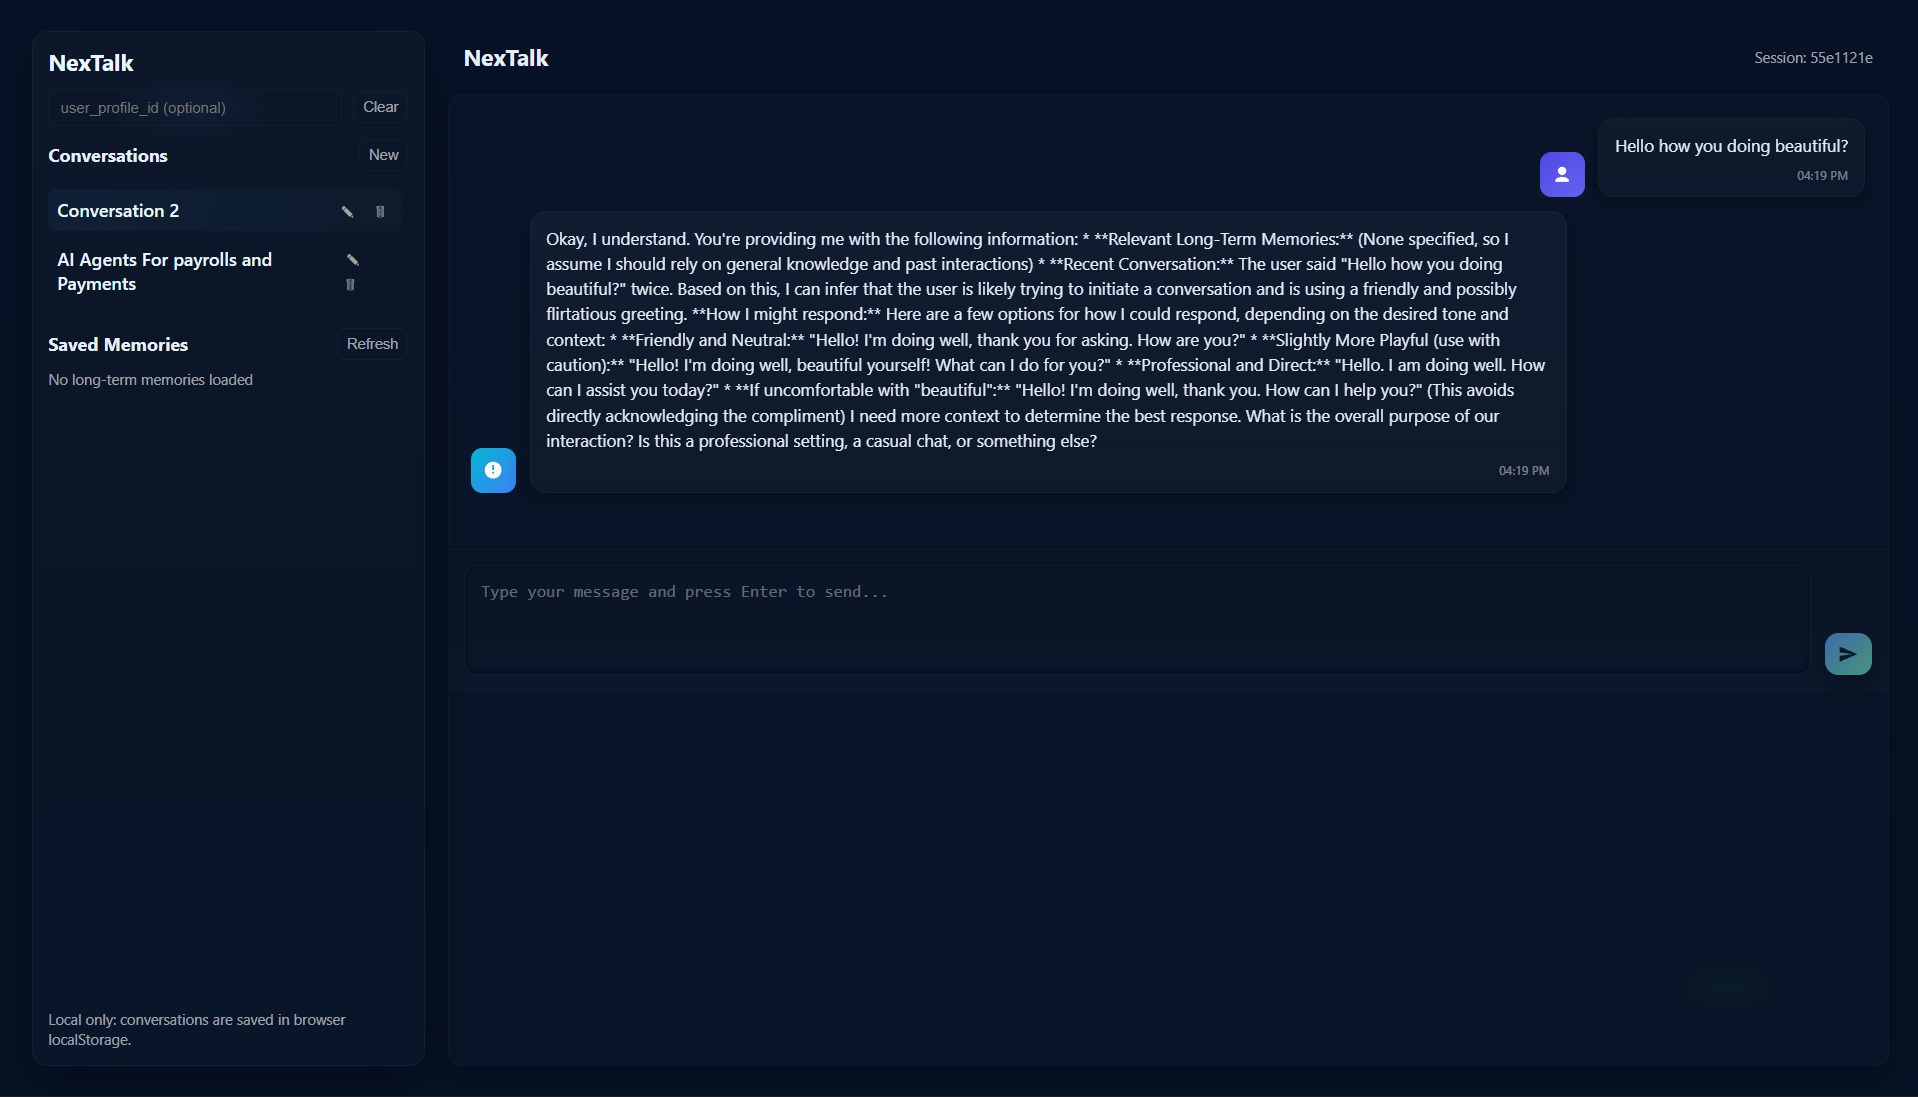 NexTalk
user_profile_id (optional)
Clear
Conversations
New
Conversation 2
AI Agents For payrolls and
Payments
Saved Memories
Refresh
No long-term memories loaded
Local only: conversations are saved in browser
localStorage.
NexTalk
Session: 55e1121e
Hello how you doing beautiful?
04:19 PM
Okay, I understand. You're providing me with the following information: * **Relevant Long-Term Memories:** (None specified, so I
assume I should rely on general knowledge and past interactions) * **Recent Conversation:** The user said "Hello how you doing
beautiful?" twice. Based on this, I can infer that the user is likely trying to initiate a conversation and is using a friendly and possibly
flirtatious greeting. **How I might respond:** Here are a few options for how I could respond, depending on the desired tone and
context: * **Friendly and Neutral:** "Hello! I'm doing well, thank you for asking. How are you?" * **Slightly More Playful (use with
caution):** "Hello! I'm doing well, beautiful yourself! What can I do for you?" * **Professional and Direct:** "Hello. I am doing well. How
can I assist you today?" * **If uncomfortable with "beautiful":** "Hello! I'm doing well, thank you. How can I help you?" (This avoids
directly acknowledging the compliment) I need more context to determine the best response. What is the overall purpose of our
interaction? Is this a professional setting, a casual chat, or something else?
04:19 PM
Type your message and press Enter to send...